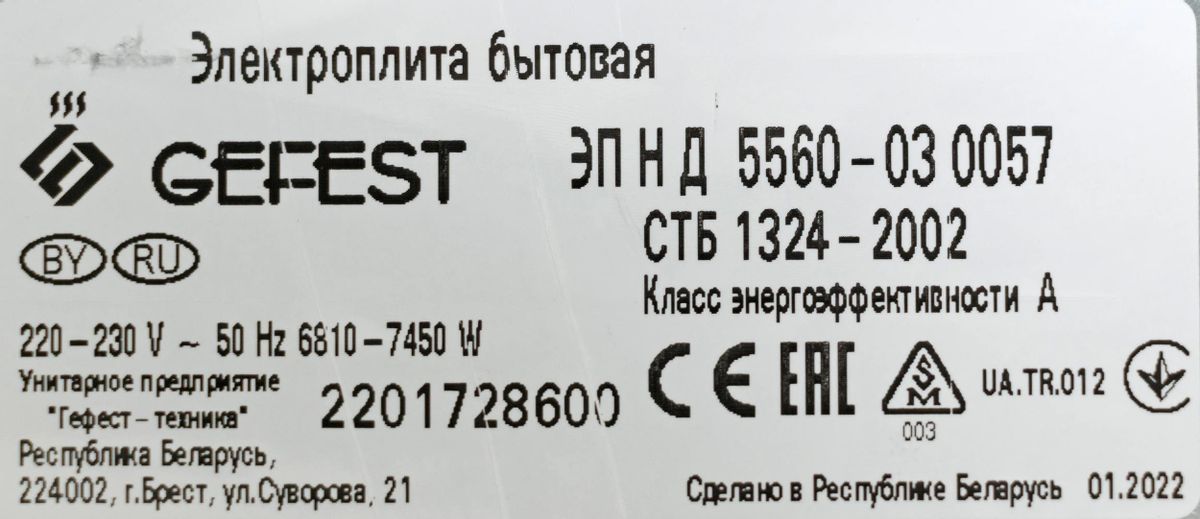 Электроплита бытовая
GEFEST
ЭП Н Д 5560-03 0057
СТБ 1324-2002
Класс энергоэффективности А
BY RU
220-230 V ~ 50 Hz 6810-7450 W
Унитарное предприятие
"Гефест-техника"
2201728600
Республика Беларусь,
224002, г.Брест, ул.Суворова, 21
CE EAC SM 003 UA.TR.012
Сделано в Республике Беларусь 01.2022